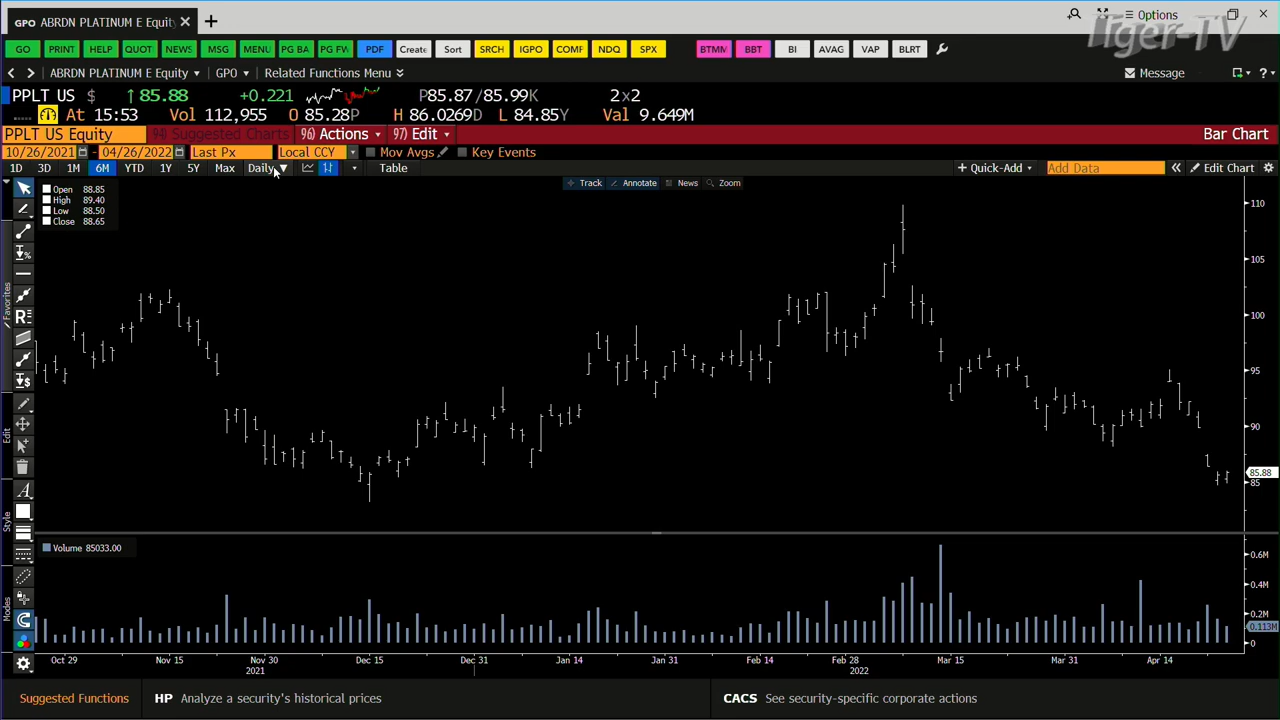 GPO ABRDN PLATINUM E Equity × +
Options
Tiger-TV
GO PRINT HELP QUOT NEWS MSG MENU PG BA PG FW PDF Create Sort SRCH IGPO COMF NDQ SPX BTMM BBT BI AVAG VAP BLRT
< > ABRDN PLATINUM E Equity GPO Related Functions Menu Message ?
PPLT US $ ↑85.88 +0.221 P85.87/85.99K 2x2
At 15:53 Vol 112,955 O 85.28P H 86.0269D L 84.85Y Val 9.649M
PPLT US Equity 94) Suggested Charts 96) Actions 97) Edit Bar Chart
10/26/2021 - 04/26/2022 Last Px Local CCY Mov Avgs Key Events
1D 3D 1M 6M YTD 1Y 5Y Max Daily▼ Table + Quick-Add Add Data « Edit Chart
Track Annotate News Zoom
Open 88.85
High 89.40
Low 88.50
Close 88.65
110
105
100
95
90
85.88
85
Favorites
Edit
Style
Modes
Volume 85033.00
0.6M
0.4M
0.2M
0.113M
0
Oct 29 Nov 15 Nov 30 Dec 15 Dec 31 Jan 14 Jan 31 Feb 14 Feb 28 Mar 15 Mar 31 Apr 14
2021 2022
Suggested Functions HP Analyze a security's historical prices CACS See security-specific corporate actions